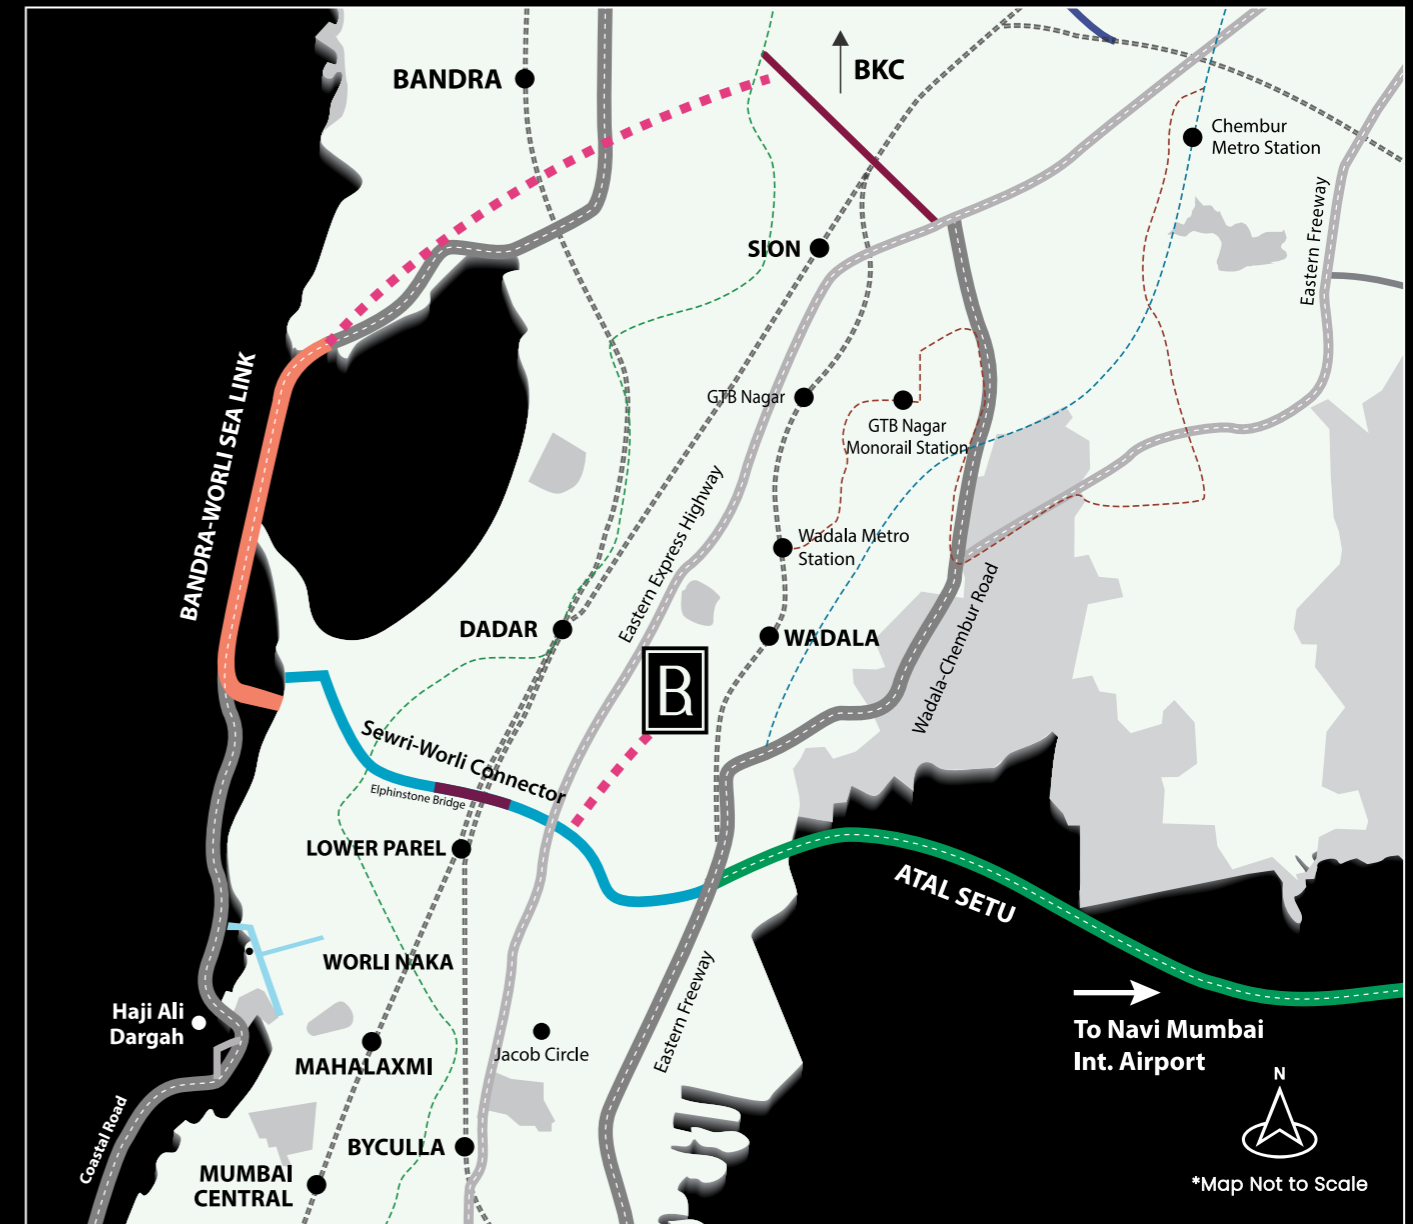 BANDRA
BKC
Chembur
Metro Station
Eastern Freeway
SION
BANDRA-WORLI SEA LINK
GTB Nagar
GTB Nagar
Monorail Station
Eastern Express Highway
Wadala Metro
Station
DADAR
WADALA
Wadala-Chembur Road
Sewri-Worli Connector
Elphinstone Bridge
LOWER PAREL
ATAL SETU
WORLI NAKA
Eastern Freeway
Haji Ali
Dargah
To Navi Mumbai
Int. Airport
Jacob Circle
MAHALAXMI
N
Coastal Road
BYCULLA
MUMBAI
CENTRAL
*Map Not to Scale